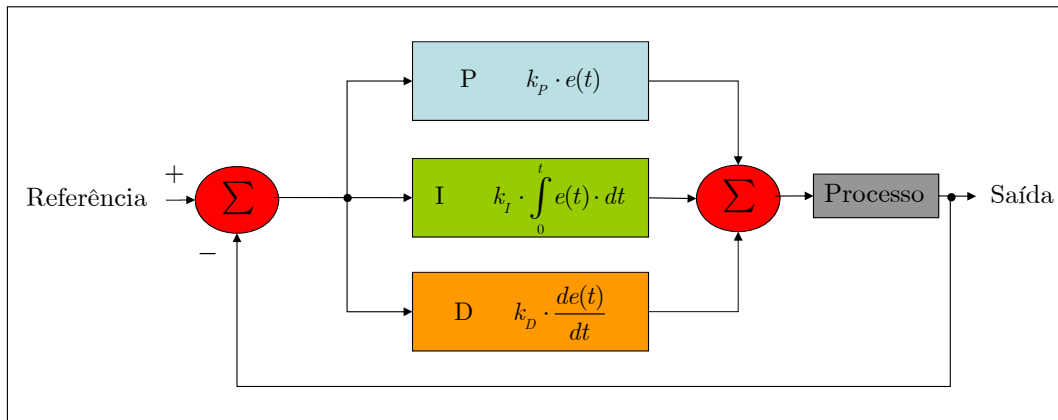 P k_P · e(t)
+
Referência
Σ
I k_I · ∫_0^t e(t) · dt
Σ
Processo
Saída
−
D k_D · de(t)/dt